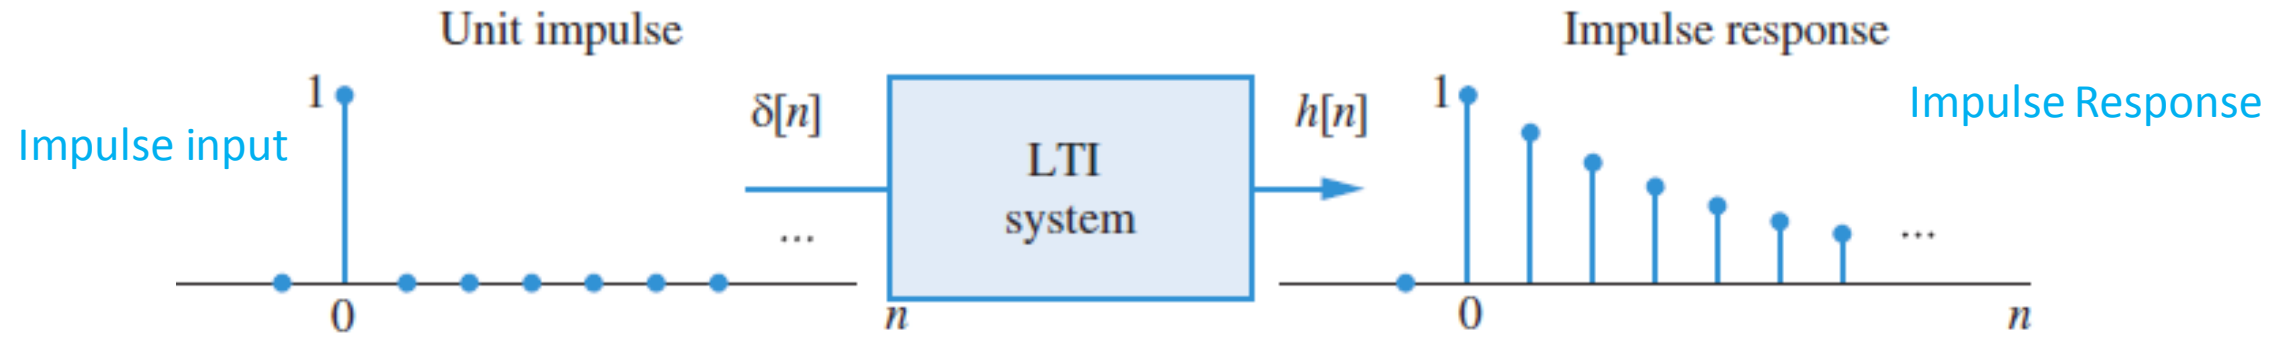 Unit impulse
Impulse response
1
δ[n]
h[n]
1
Impulse Response
Impulse input
LTI
system
...
...
0
n
0
n